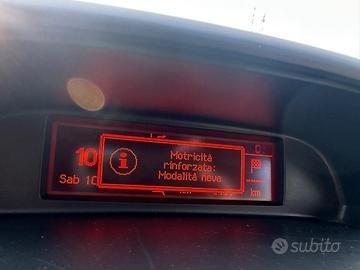 10
Motricità
rinforzata:
Modalità neve
Sab 10
km
subito